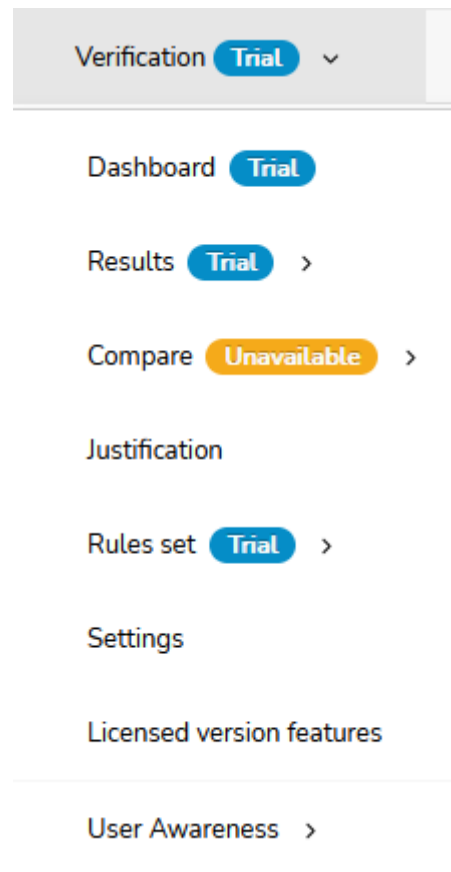 Verification Trial
Dashboard Trial
Results Trial
Compare Unavailable
Justification
Rules set Trial
Settings
Licensed version features
User Awareness